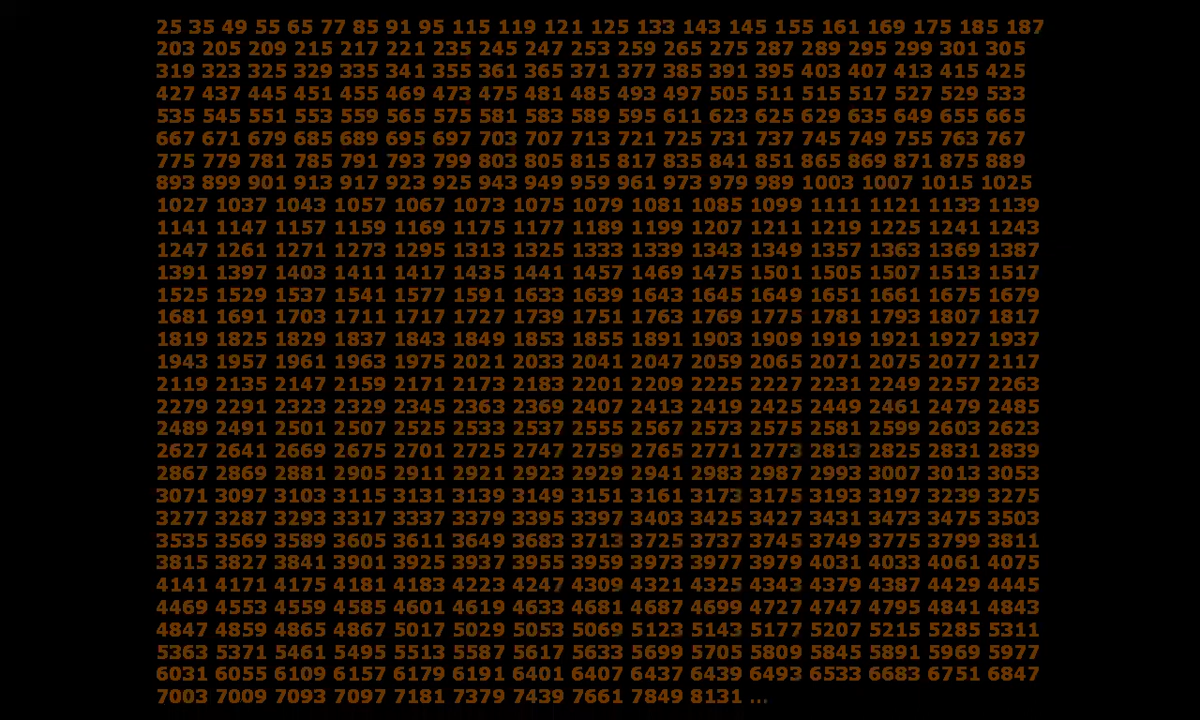 25 35 49 55 65 77 85 91 95 115 119 121 125 133 143 145 155 161 169 175 185 187
203 205 209 215 217 221 235 245 247 253 259 265 275 287 289 295 299 301 305
319 323 325 329 335 341 355 361 365 371 377 385 391 395 403 407 413 415 425
427 437 445 451 455 469 473 475 481 485 493 497 505 511 515 517 527 529 533
535 545 551 553 559 565 575 581 583 589 595 611 623 625 629 635 649 655 665
667 671 679 685 689 695 697 703 707 713 721 725 731 737 745 749 755 763 767
775 779 781 785 791 793 799 803 805 815 817 835 841 851 865 869 871 875 889
893 899 901 913 917 923 925 943 949 959 961 973 979 989 1003 1007 1015 1025
1027 1037 1043 1057 1067 1073 1075 1079 1081 1085 1099 1111 1121 1133 1139
1141 1147 1157 1159 1169 1175 1177 1189 1199 1207 1211 1219 1225 1241 1243
1247 1261 1271 1273 1295 1313 1325 1333 1339 1343 1349 1357 1363 1369 1387
1391 1397 1403 1411 1417 1435 1441 1457 1469 1475 1501 1505 1507 1513 1517
1525 1529 1537 1541 1577 1591 1633 1639 1643 1645 1649 1651 1661 1675 1679
1681 1691 1703 1711 1717 1727 1739 1751 1763 1769 1775 1781 1793 1807 1817
1819 1825 1829 1837 1843 1849 1853 1855 1891 1903 1909 1919 1921 1927 1937
1943 1957 1961 1963 1975 2021 2033 2041 2047 2059 2065 2071 2075 2077 2117
2119 2135 2147 2159 2171 2173 2183 2201 2209 2225 2227 2231 2249 2257 2263
2279 2291 2323 2329 2345 2363 2369 2407 2413 2419 2425 2449 2461 2479 2485
2489 2491 2501 2507 2525 2533 2537 2555 2567 2573 2575 2581 2599 2603 2623
2627 2641 2669 2675 2701 2725 2747 2759 2765 2771 2773 2813 2825 2831 2839
2867 2869 2881 2905 2911 2921 2923 2929 2941 2983 2987 2993 3007 3013 3053
3071 3097 3103 3115 3131 3139 3149 3151 3161 3173 3175 3193 3197 3239 3275
3277 3287 3293 3317 3337 3379 3395 3397 3403 3425 3427 3431 3473 3475 3503
3535 3569 3589 3605 3611 3649 3683 3713 3725 3737 3745 3749 3775 3799 3811
3815 3827 3841 3901 3925 3937 3955 3959 3973 3977 3979 4031 4033 4061 4075
4141 4171 4175 4181 4183 4223 4247 4309 4321 4325 4343 4379 4387 4429 4445
4469 4553 4559 4585 4601 4619 4633 4681 4687 4699 4727 4747 4795 4841 4843
4847 4859 4865 4867 5017 5029 5053 5069 5123 5143 5177 5207 5215 5285 5311
5363 5371 5461 5495 5513 5587 5617 5633 5699 5705 5809 5845 5891 5969 5977
6031 6055 6109 6157 6179 6191 6401 6407 6437 6439 6493 6533 6683 6751 6847
7003 7009 7093 7097 7181 7379 7439 7661 7849 8131 ...